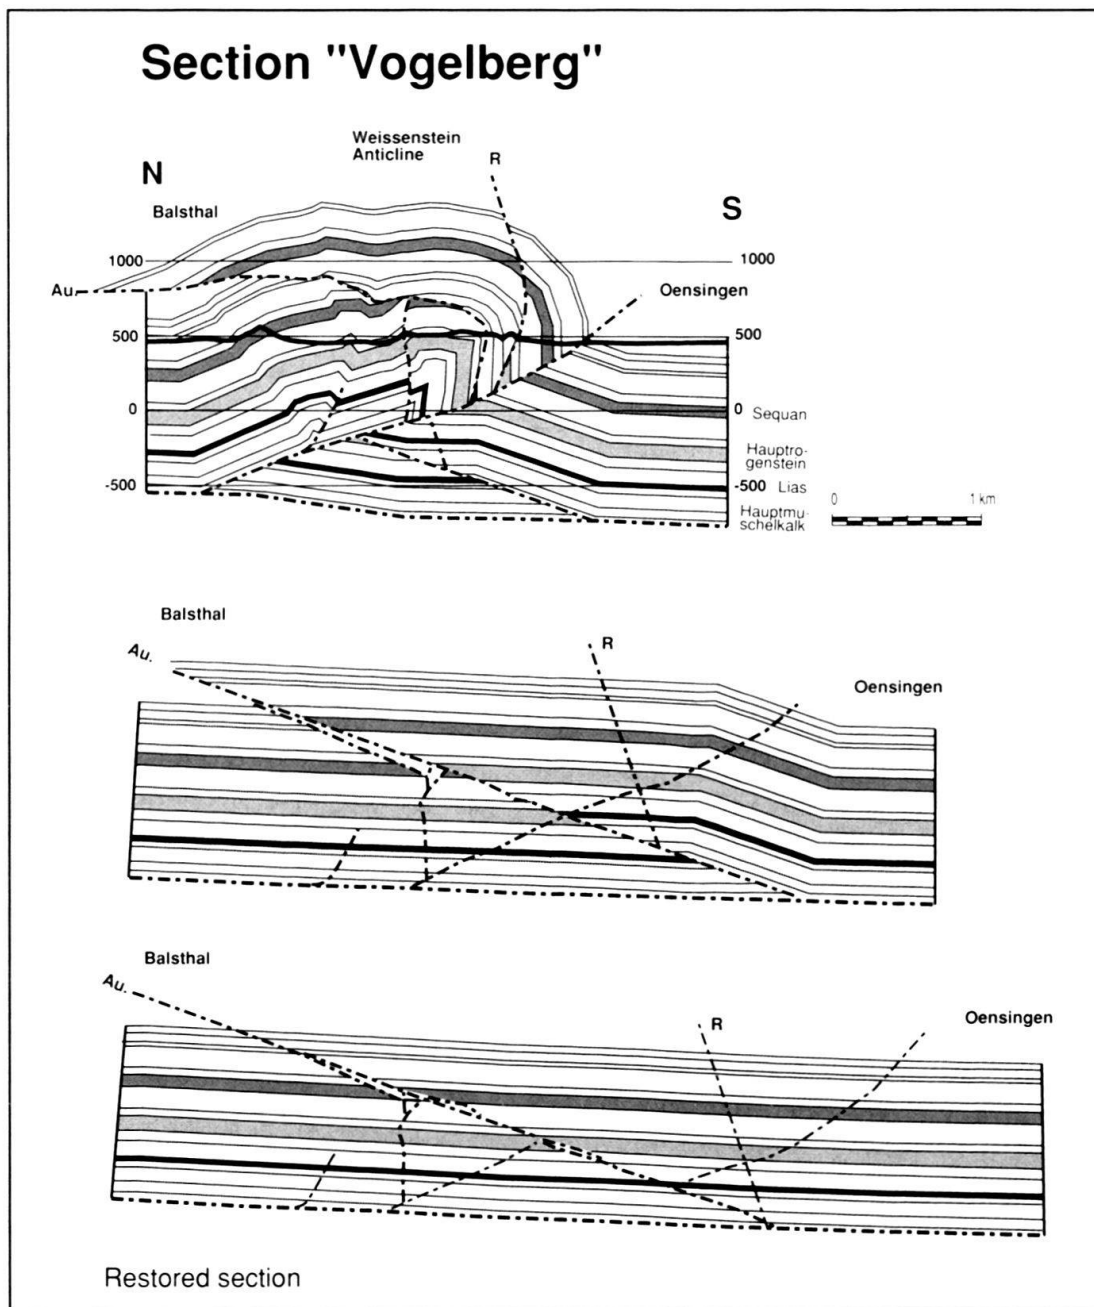 Section "Vogelberg"
Weissenstein
Anticline
R
N
S
Balsthal
1000
1000
Au.
Oensingen
500
500
0
0
Sequan
Hauptro-
genstein
-500
-500
Lias
Hauptmu-
schelkalk
0
1 km
Balsthal
Au.
R
Oensingen
Balsthal
Au.
R
Oensingen
Restored section